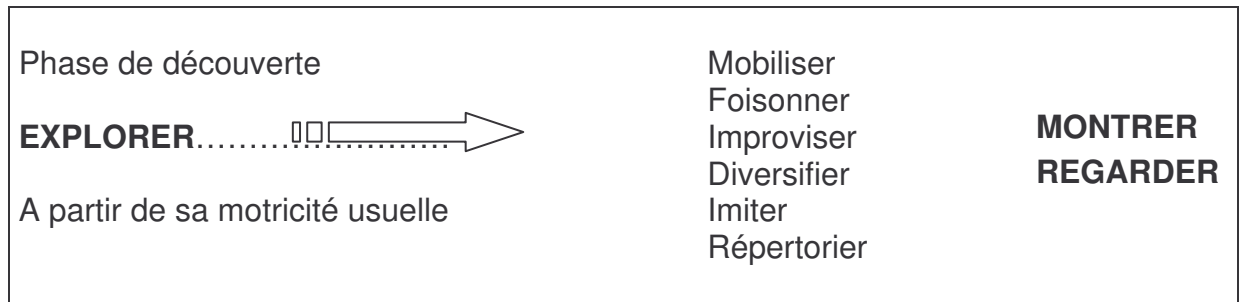 Phase de découverte
EXPLORER…………………….
A partir de sa motricité usuelle
Mobiliser
Foisonner
Improviser
Diversifier
Imiter
Répertorier
MONTRER
REGARDER